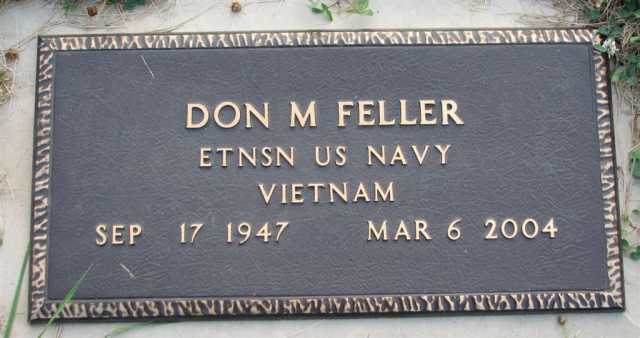 DON M FELLER
ETNSN US NAVY
VIETNAM
SEP 17 1947 MAR 6 2004